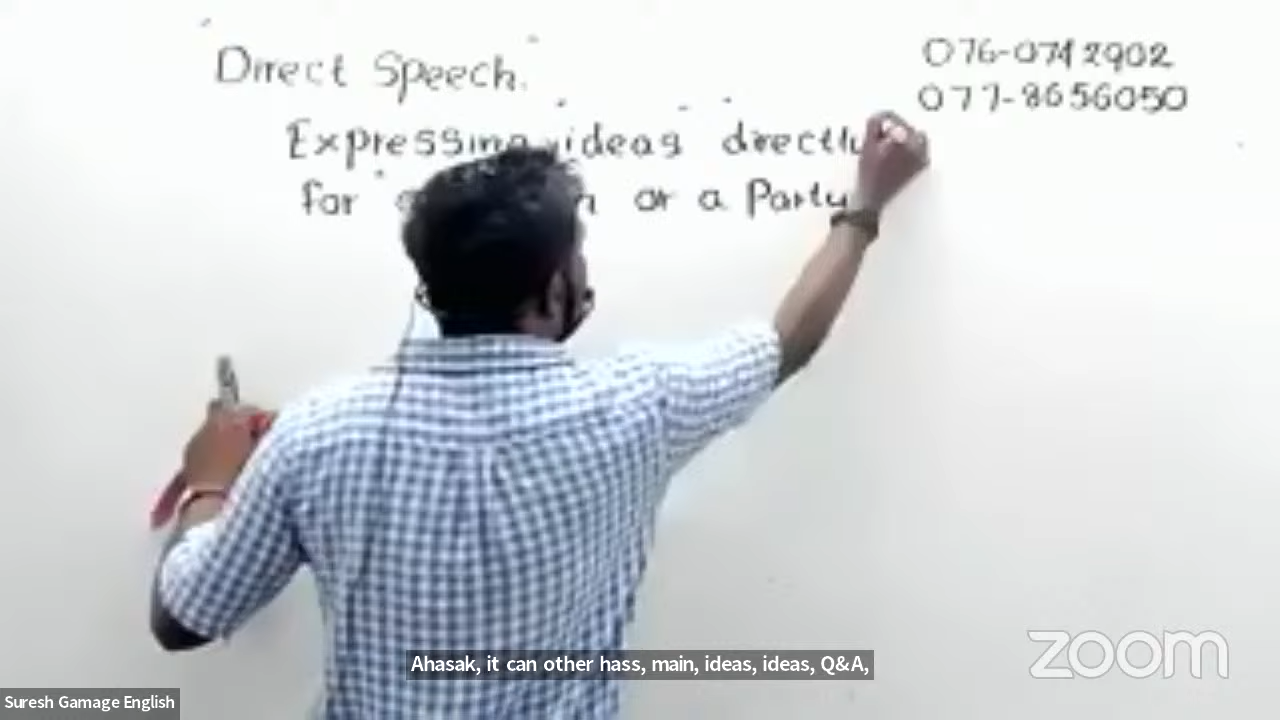 Direct Speech.
076-0742902
077-8656050
Expressing ideas directly
for or a Party
Ahasak, it can other hass, main, ideas, ideas, Q&A,
zoom
Suresh Gamage English